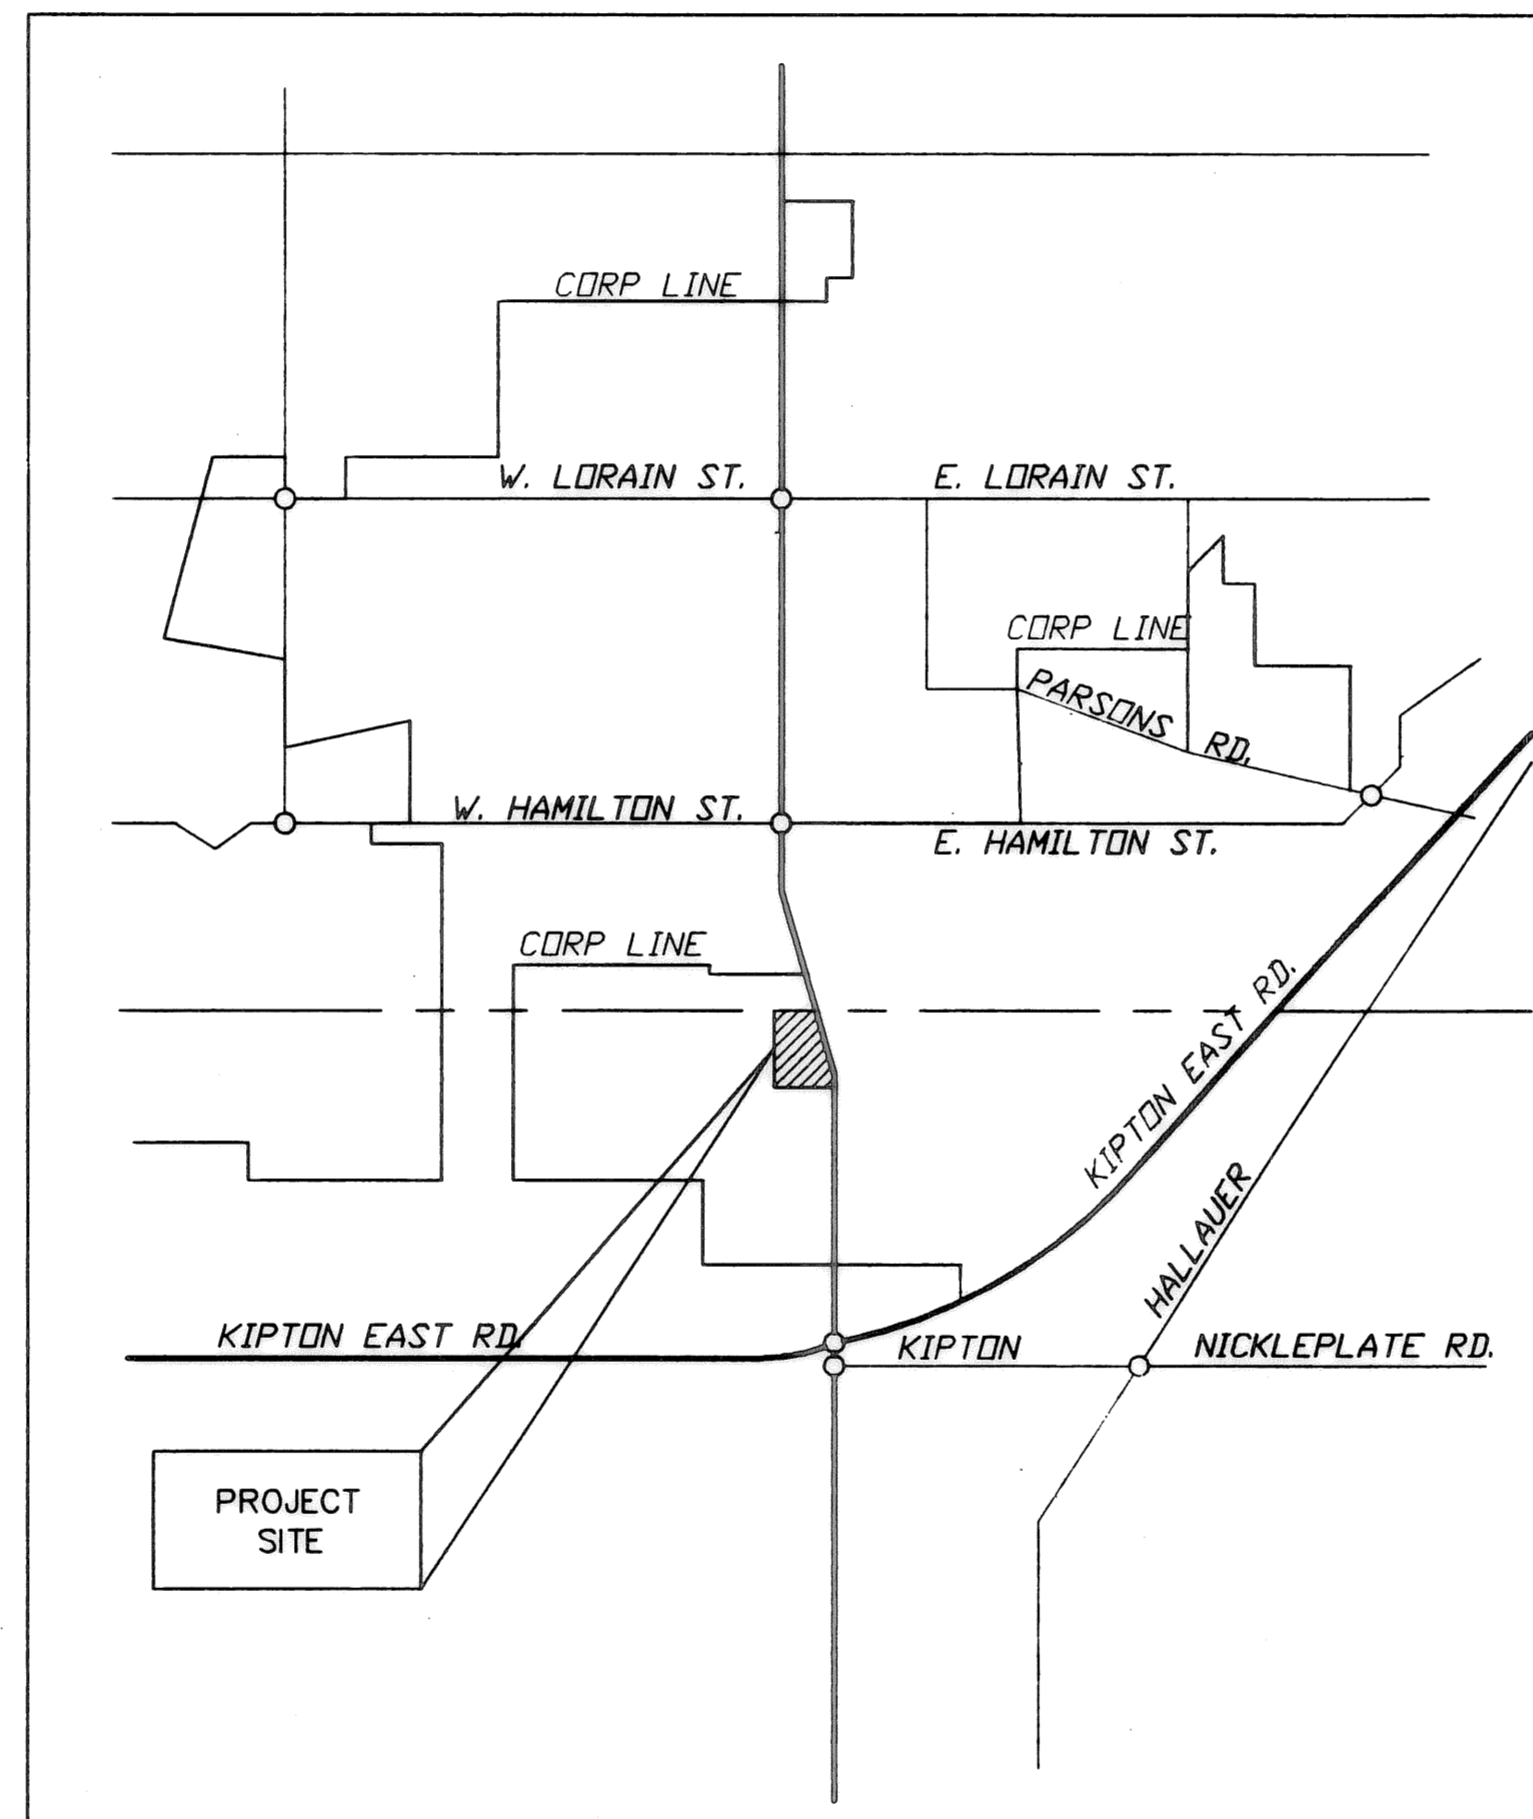 CORP LINE
W. LORAIN ST.
E. LORAIN ST.
CORP LINE
PARSONS RD.
W. HAMILTON ST.
E. HAMILTON ST.
CORP LINE
KIPTON EAST RD.
HALLAUER
KIPTON EAST RD.
KIPTON
NICKLEPLATE RD.
PROJECT
SITE